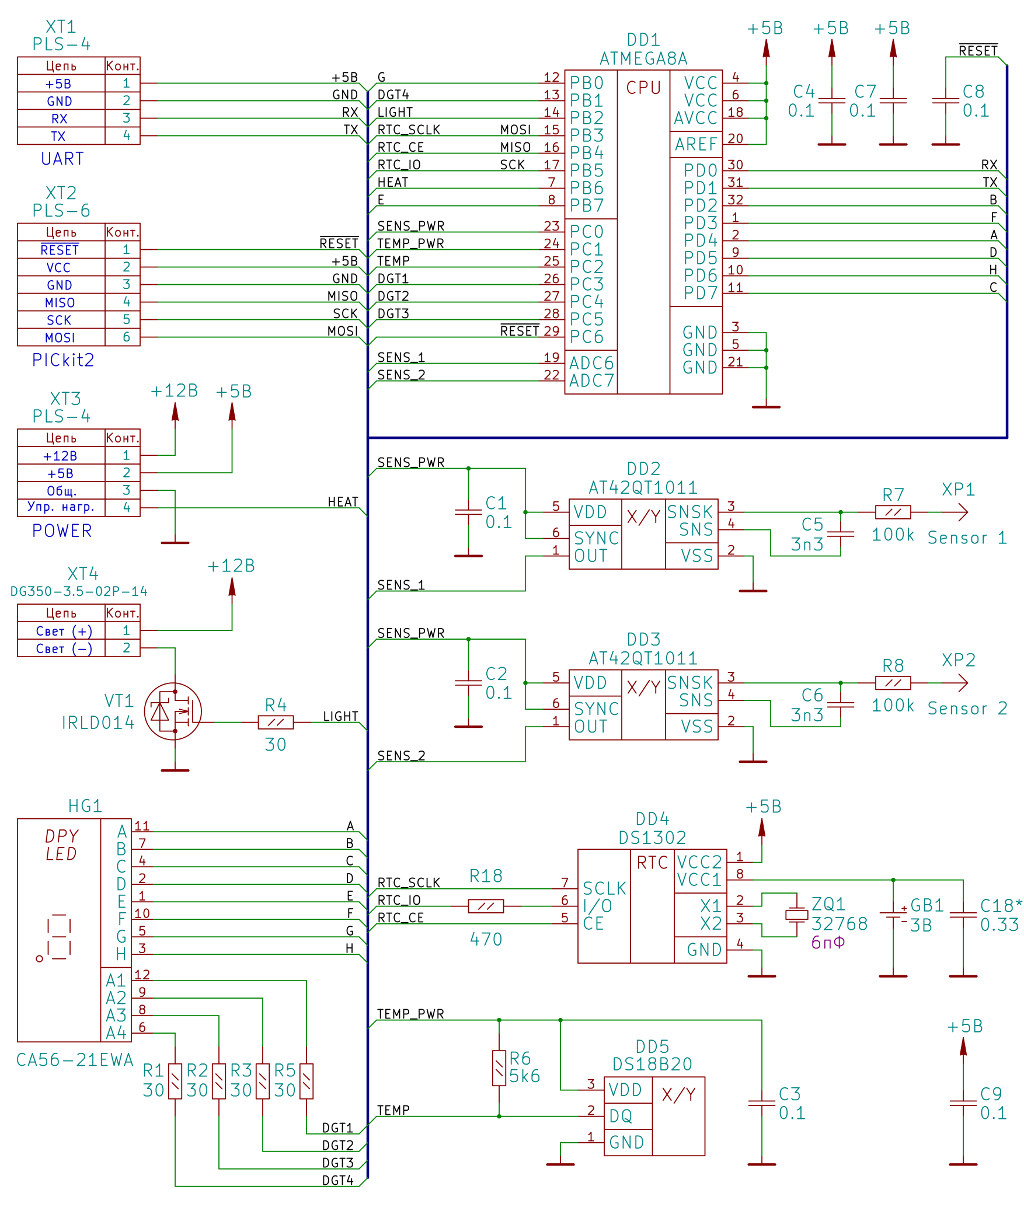 XT1
PLS-4
Цепь Конт.
+5В 1
GND 2
RX 3
TX 4
UART
+5В
GND
RX
TX
XT2
PLS-6
Цепь Конт.
RESET 1
VCC 2
GND 3
MISO 4
SCK 5
MOSI 6
PICkit2
RESET
+5В
GND
MISO
SCK
MOSI
XT3
PLS-4
Цепь Конт.
+12В 1
+5В 2
Общ. 3
Упр. нагр. 4
POWER
+12В
+5В
HEAT
XT4
DG350-3.5-02P-14
Цепь Конт.
Свет (+) 1
Свет (-) 2
+12В
VT1
IRLD014
R4
30
LIGHT
DD1
ATMEGA8A
CPU
G 12 PB0
DGT4 13 PB1
LIGHT 14 PB2
RTC_SCLK MOSI 15 PB3
RTC_CE MISO 16 PB4
RTC_IO SCK 17 PB5
HEAT 7 PB6
E 8 PB7
SENS_PWR 23 PC0
TEMP_PWR 24 PC1
TEMP 25 PC2
DGT1 26 PC3
DGT2 27 PC4
DGT3 28 PC5
RESET 29 PC6
SENS_1 19 ADC6
SENS_2 22 ADC7
VCC 4
VCC 6
AVCC 18
AREF 20
PD0 30 RX
PD1 31 TX
PD2 32 B
PD3 1 F
PD4 2 A
PD5 9 D
PD6 10 H
PD7 11 C
GND 3
GND 5
GND 21
+5В
+5В
+5В
RESET
C4
0.1
C7
0.1
C8
0.1
SENS_PWR
C1
0.1
SENS_1
DD2
AT42QT1011
X/Y
5 VDD
6 SYNC
1 OUT
SNSK 3
SNS 4
VSS 2
C5
3n3
R7
100k
XP1
Sensor 1
SENS_PWR
C2
0.1
SENS_2
DD3
AT42QT1011
X/Y
5 VDD
6 SYNC
1 OUT
SNSK 3
SNS 4
VSS 2
C6
3n3
R8
100k
XP2
Sensor 2
HG1
DPY
LED
A 11 A
B 7 B
C 4 C
D 2 D
E 1 E
F 10 F
G 5 G
H 3 H
A1 12
A2 9
A3 8
A4 6
CA56-21EWA
R1
30
R2
30
R3
30
R5
30
DGT1
DGT2
DGT3
DGT4
RTC_SCLK
RTC_IO
RTC_CE
R18
470
DD4
DS1302
RTC
7 SCLK
6 I/O
5 CE
VCC2 1
VCC1 8
X1 2
X2 3
GND 4
+5В
ZQ1
32768
6пФ
+
-
GB1
3В
C18*
0.33
TEMP_PWR
TEMP
R6
5k6
DD5
DS18B20
X/Y
3 VDD
2 DQ
1 GND
C3
0.1
+5В
C9
0.1